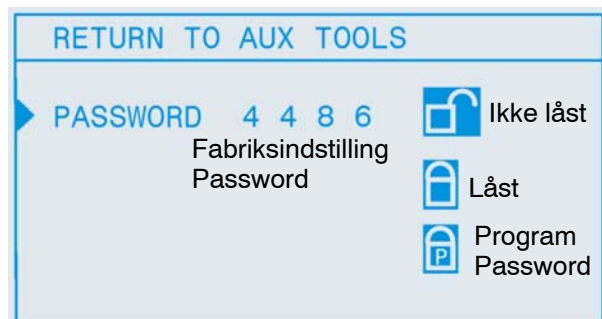 RETURN TO AUX TOOLS
PASSWORD 4 4 8 6
Fabriksindstilling
Password
Ikke låst
Låst
P
Program
Password